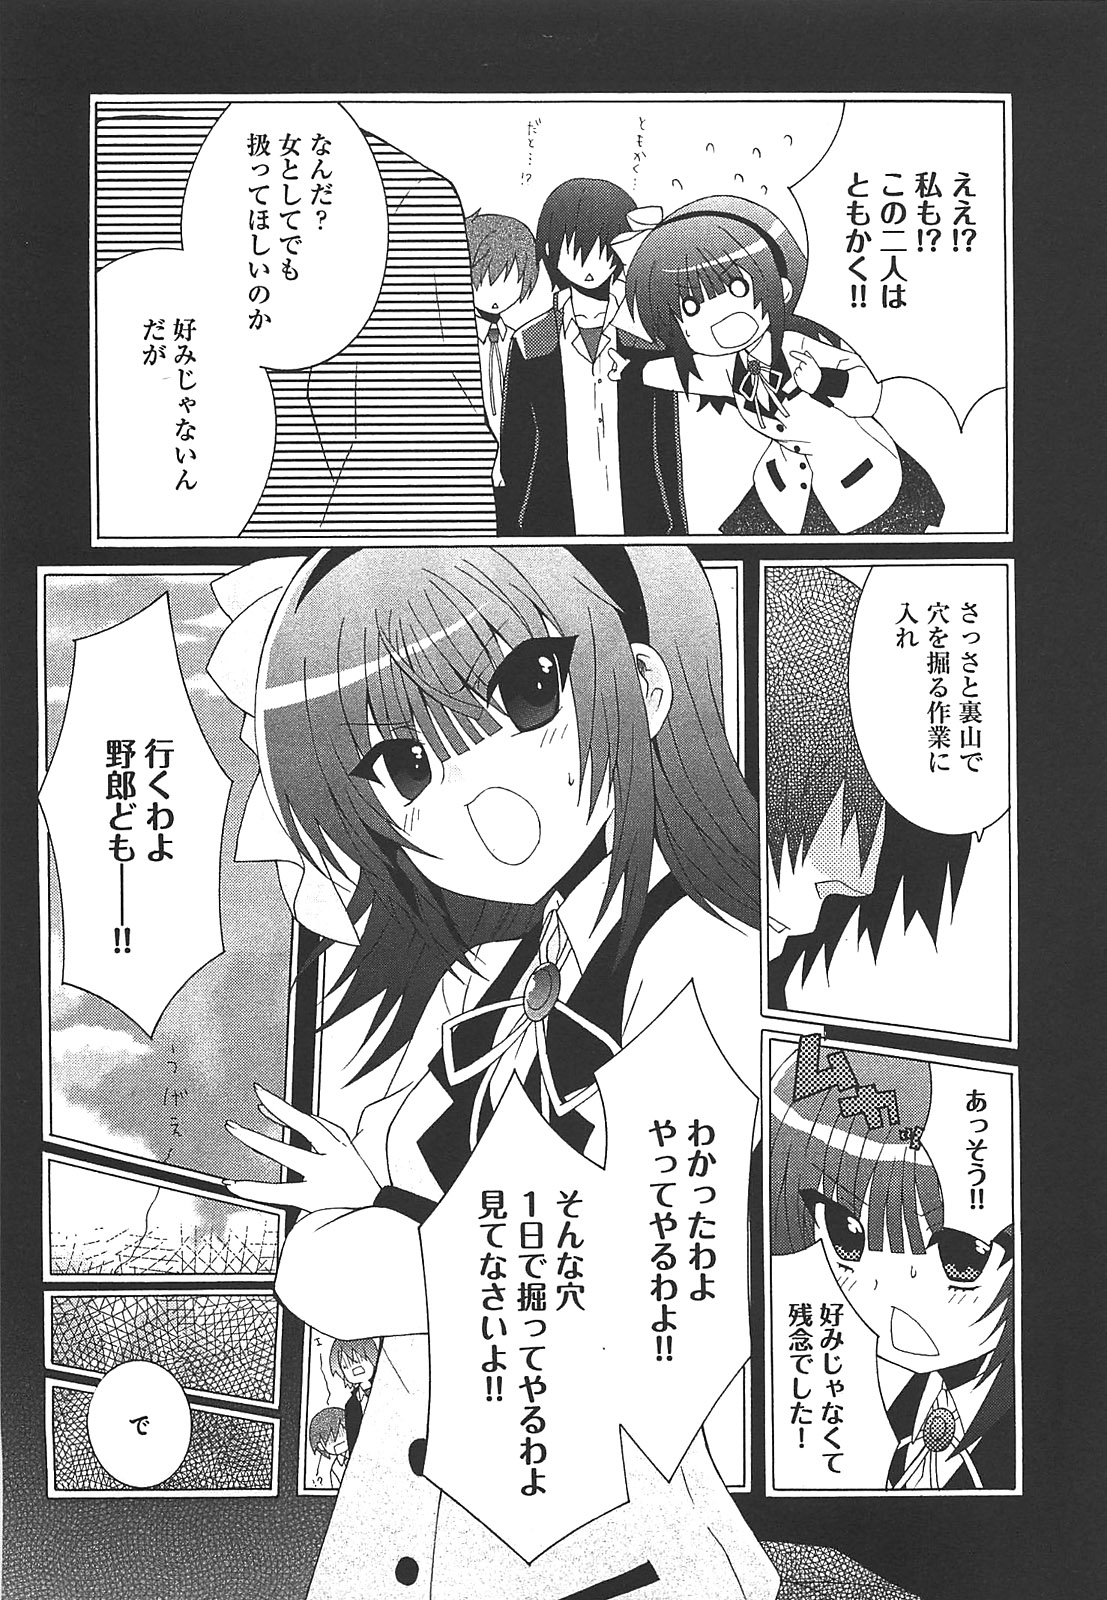 ええ!?
私も!?
この二人は
ともかく!!
ともかく…
だと…!?
なんだ?
女としてでも
扱ってほしいのか
好みじゃないん
だが
さっさと裏山で
穴を掘る作業に
入れ
あっそう!!
好みじゃなくて
残念でした!
わかったわよ
やってやるわよ!!
そんな穴
1日で掘ってやるわよ
見てなさいよ!!
行くわよ
野郎ども――!!
うげぇ
で